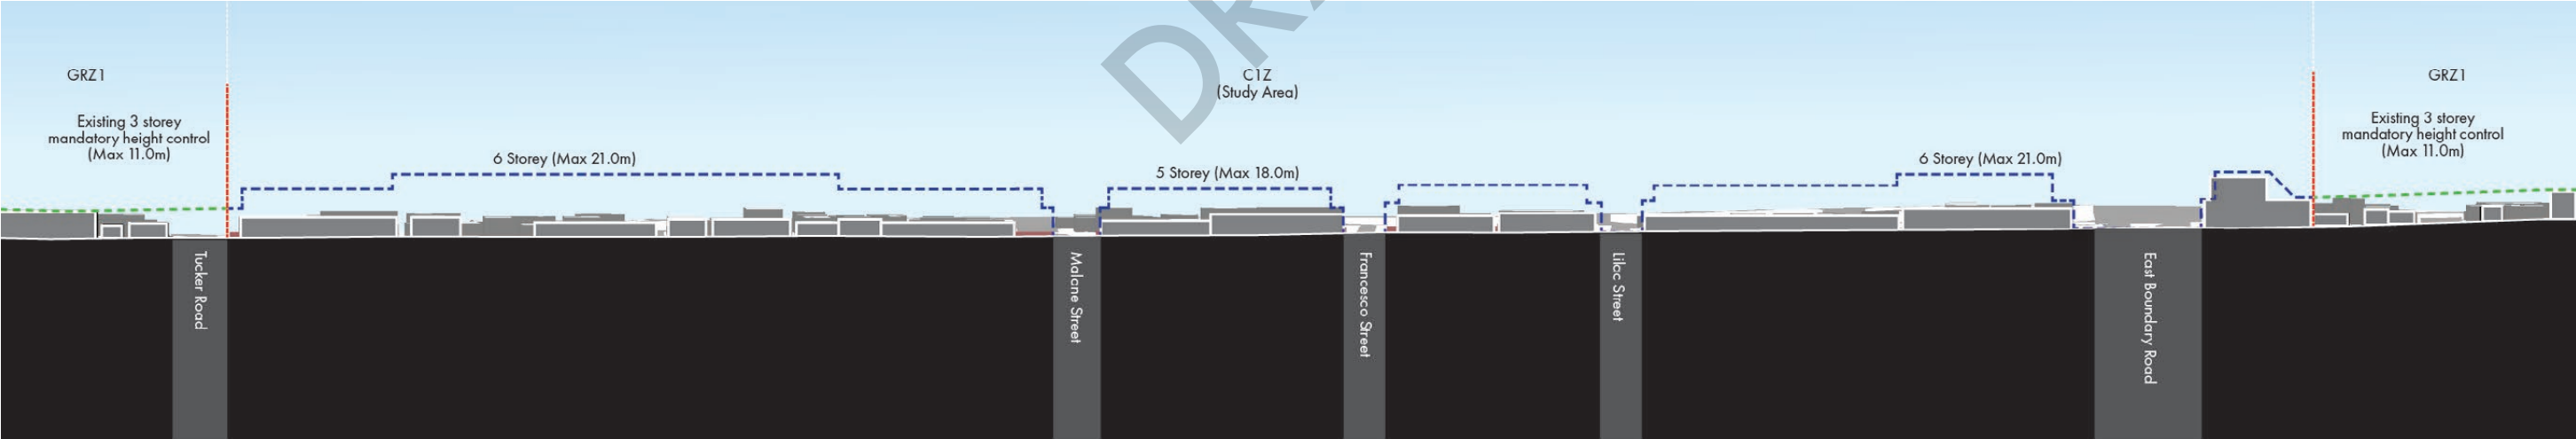 DRA
GRZ1
Existing 3 storey
mandatory height control
(Max 11.0m)
6 Storey (Max 21.0m)
C1Z
(Study Area)
5 Storey (Max 18.0m)
6 Storey (Max 21.0m)
GRZ1
Existing 3 storey
mandatory height control
(Max 11.0m)
Tucker Road
Malane Street
Francesco Street
Lilac Street
East Boundary Road